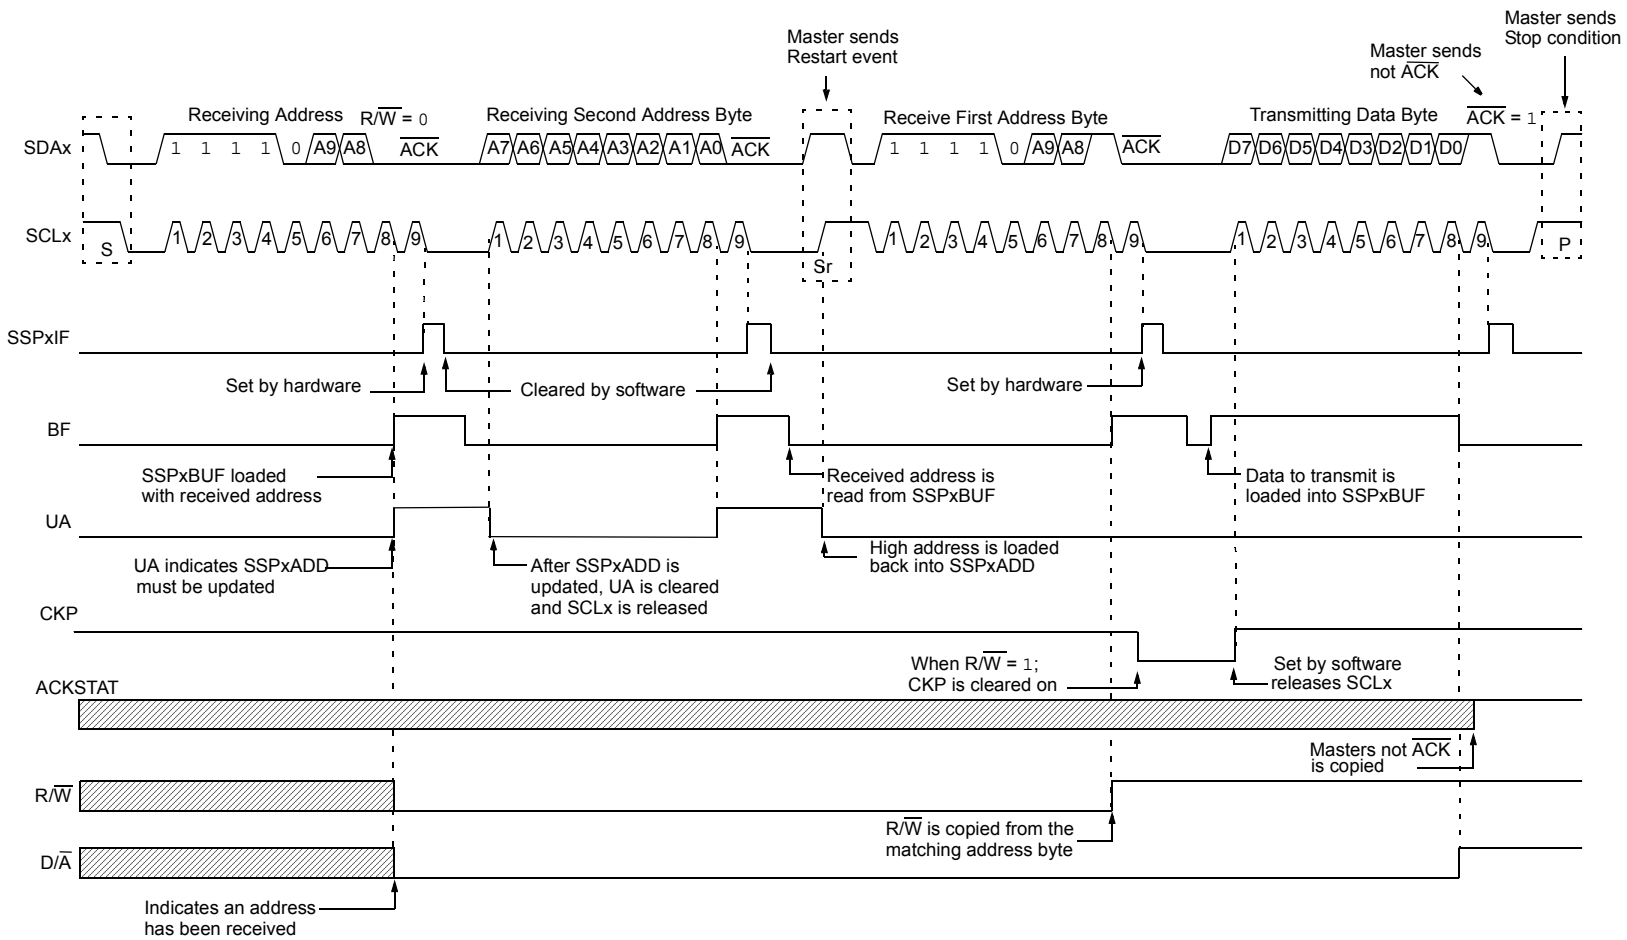 Master sends
Stop condition
Master sends
Restart event
Master sends
not ACK
Receiving Address R/W = 0
Receiving Second Address Byte
Receive First Address Byte
Transmitting Data Byte
ACK = 1
SDAx
1 1 1 1 0 A9 A8 ACK
A7 A6 A5 A4 A3 A2 A1 A0 ACK
1 1 1 1 0 A9 A8 ACK
D7 D6 D5 D4 D3 D2 D1 D0
SCLx
S
1 2 3 4 5 6 7 8 9
1 2 3 4 5 6 7 8 9
Sr
1 2 3 4 5 6 7 8 9
1 2 3 4 5 6 7 8 9
P
SSPxIF
Set by hardware
Cleared by software
Set by hardware
BF
SSPxBUF loaded
with received address
Received address is
read from SSPxBUF
Data to transmit is
loaded into SSPxBUF
UA
UA indicates SSPxADD
must be updated
After SSPxADD is
updated, UA is cleared
and SCLx is released
High address is loaded
back into SSPxADD
CKP
When R/W = 1;
CKP is cleared on
Set by software
releases SCLx
ACKSTAT
Masters not ACK
is copied
R/W
R/W is copied from the
matching address byte
D/A
Indicates an address
has been received